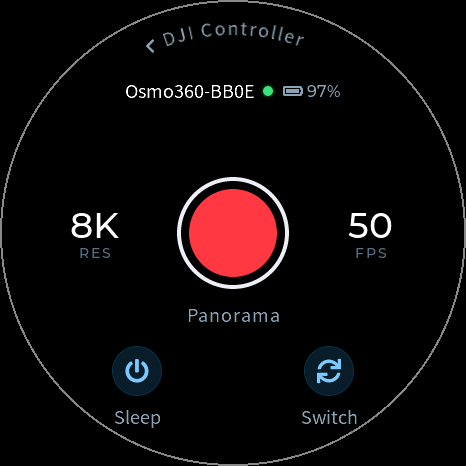 DJI Controller
Osmo360-BB0E 97%
8K 50
RES FPS
Panorama
Sleep Switch